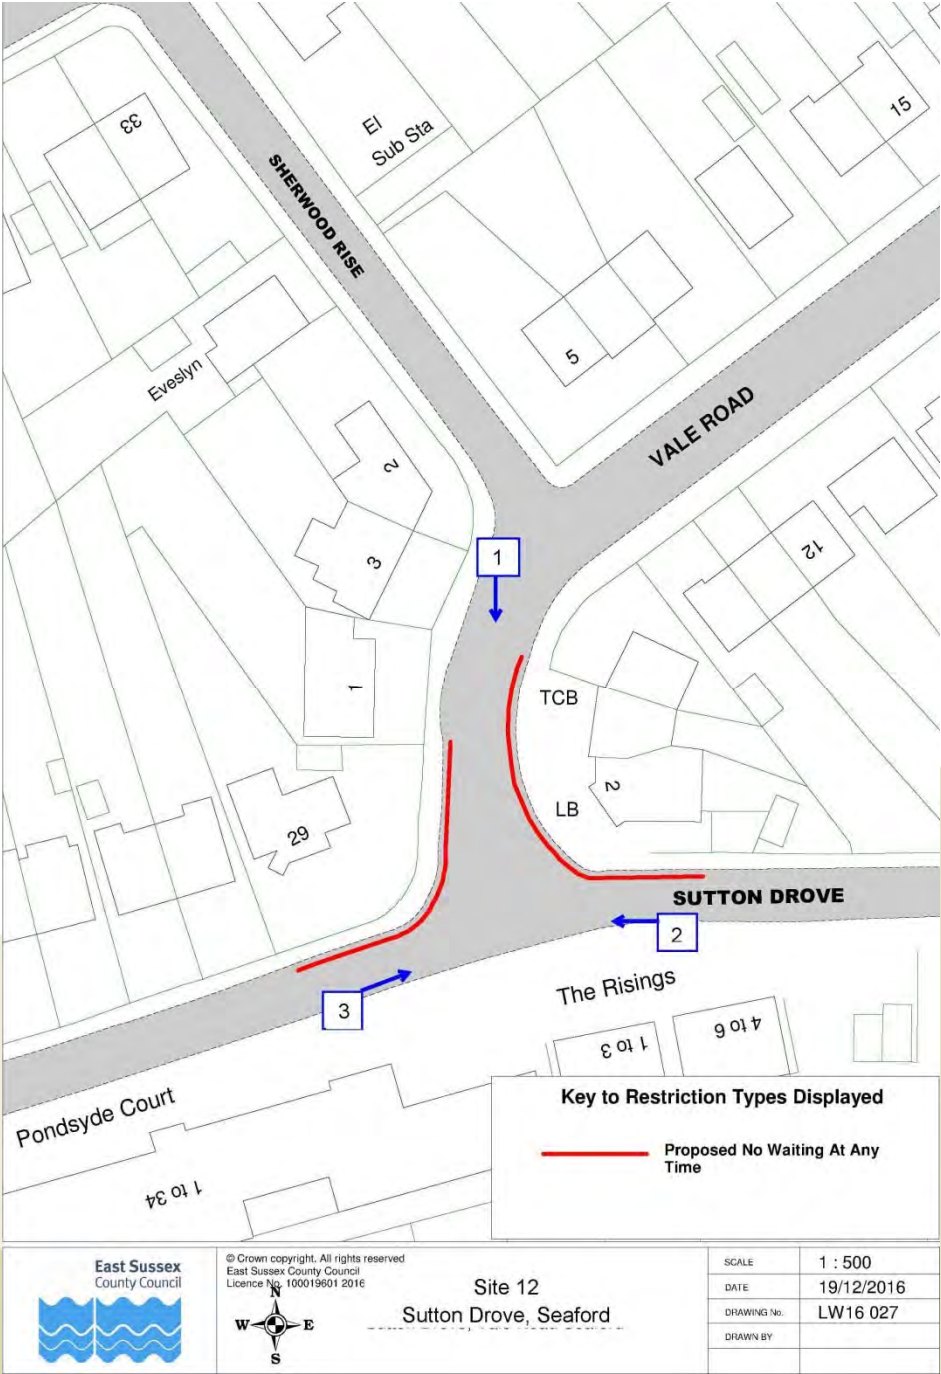 33
El
Sub Sta
15
SHERWOOD RISE
5
Eveslyn
VALE ROAD
2
3
12
1
1
TCB
2
LB
29
SUTTON DROVE
2
3
The Risings
1 to 3
4 to 6
Pondsyde Court
1 to 34
Key to Restriction Types Displayed
Proposed No Waiting At Any
Time
East Sussex
County Council
© Crown copyright. All rights reserved
East Sussex County Council
Licence No. 100019601 2016
N
W
E
S
Site 12
Sutton Drove, Seaford
SCALE 1 : 500
DATE 19/12/2016
DRAWING No. LW16 027
DRAWN BY